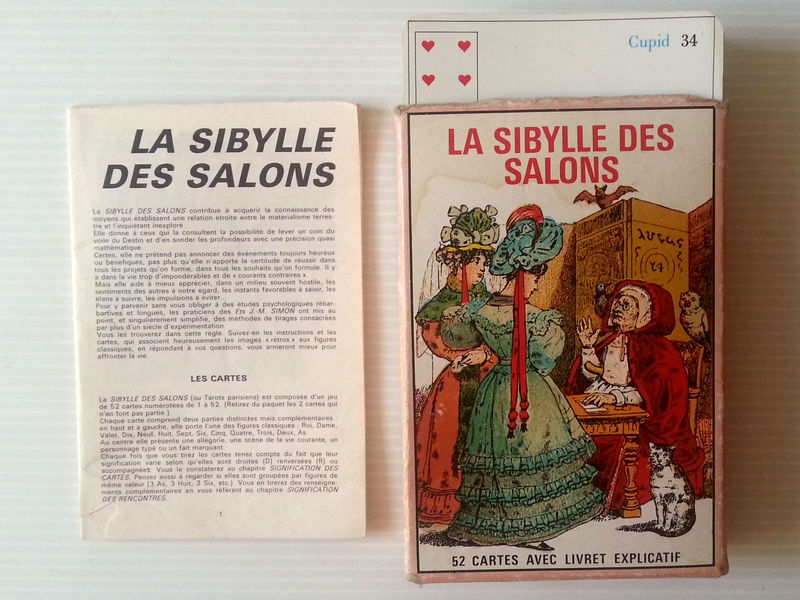 LA SIBYLLE
DES SALONS
La SIBYLLE DES SALONS contribue à acquérir la connaissance des
moyens qui établissent une relation étroite entre le matérialisme terres-
tre et l'inquiétant inexploré.
Elle donne à ceux qui la consultent la possibilité de lever un coin du
voile du Destin et d'en sonder les profondeurs avec une précision quasi
mathématique.
Certes, elle ne prétend pas annoncer des événements toujours heureux
ou bénéfiques, pas plus qu'elle n'apporte la certitude de réussir dans
tous les projets qu'on forme, dans tous les souhaits qu'on formule. Il y
a dans la vie trop d'impondérables et de « courants contraires ».
Mais elle aide à mieux apprécier, dans un milieu souvent hostile, les
sentiments des autres à notre égard, les instants favorables à saisir, les
élans à suivre, les impulsions à éviter...
Pour y parvenir sans vous obliger à des études psychologiques rébar-
batives et longues, les praticiens des Ets J.-M. SIMON ont mis au
point, et singulièrement simplifié, des méthodes de tirages consacrées
par plus d'un siècle d'expérimentation.
Vous les trouverez dans cette règle. Suivez-en les instructions et les
cartes, qui associent heureusement les images « rétros » aux figures
classiques, en répondant à vos questions, vous armeront mieux pour
affronter la vie.
LES CARTES
La SIBYLLE DES SALONS (ou Tarots parisiens) est composée d'un jeu
de 52 cartes numérotées de 1 à 52. (Retirez du paquet les 2 cartes qui
n'en font pas partie.)
Chaque carte comprend deux parties distinctes mais complémentaires :
en haut et à gauche, elle porte l'une des figures classiques : Roi, Dame,
Valet, Dix, Neuf, Huit, Sept, Six, Cinq, Quatre, Trois, Deux, As.
Au centre elle présente une allégorie, une scène de la vie courante, un
personnage typé ou un fait marquant.
Chaque fois que vous tirez les cartes tenez compte du fait que leur
signification varie selon qu'elles sont droites (D) renversées (R) ou
accompagnées. Vous le constaterez au chapitre SIGNIFICATION DES
CARTES. Pensez aussi à regarder si elles sont groupées par figures de
même valeur (3 As, 3 Huit, 3 Six, etc.). Vous en tirerez des renseigne-
ments complémentaires en vous référant au chapitre SIGNIFICATION
DES RENCONTRES.
1
Cupid 34
LA SIBYLLE DES
SALONS
52 CARTES AVEC LIVRET EXPLICATIF